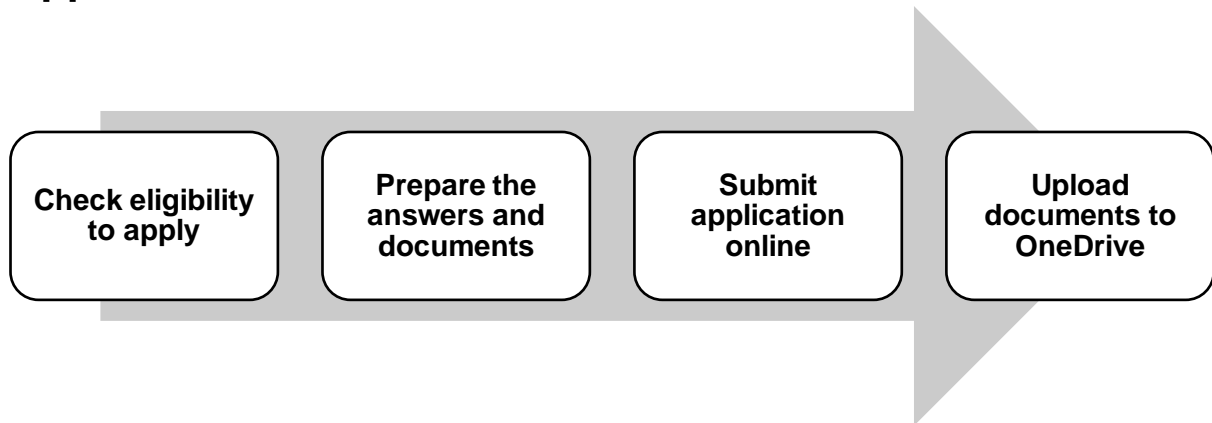 Check eligibility
to apply
Prepare the
answers and
documents
Submit
application
online
Upload
documents to
OneDrive